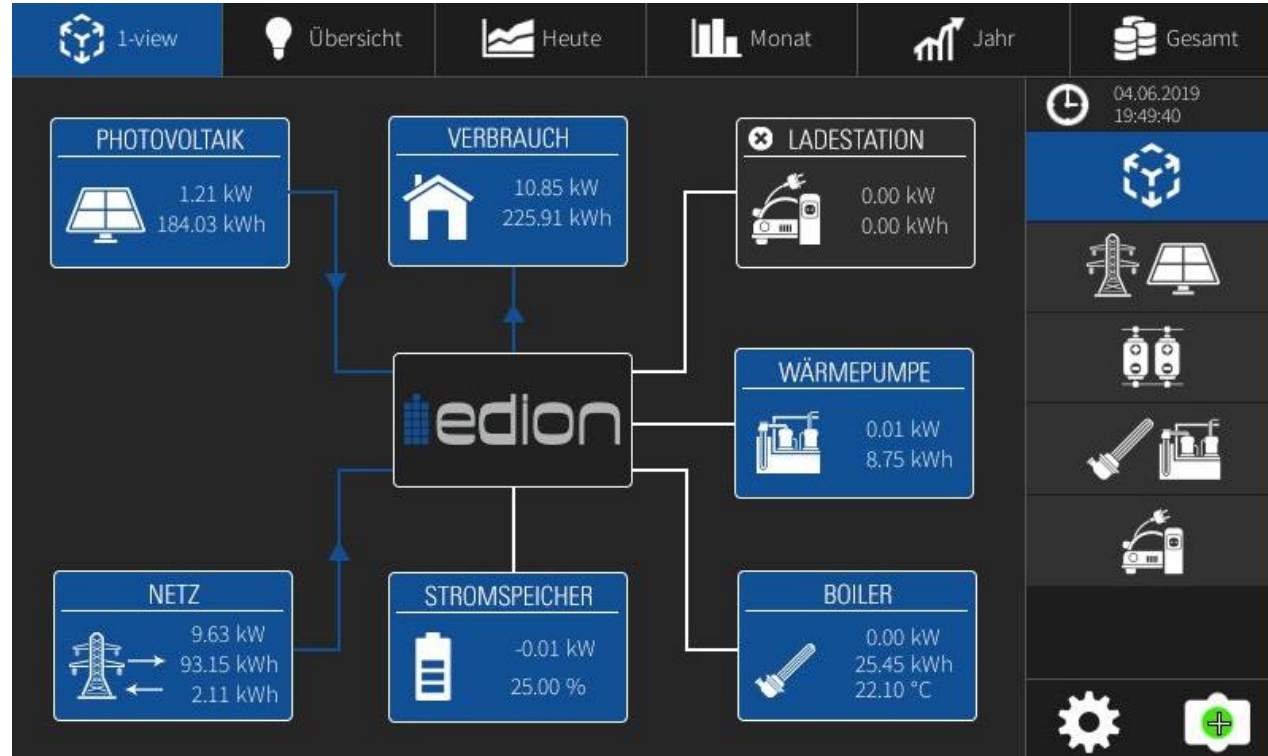 1-view
Übersicht
Heute
Monat
Jahr
Gesamt
04.06.2019
19:49:40
PHOTOVOLTAIK
1.21 kW
184.03 kWh
VERBRAUCH
10.85 kW
225.91 kWh
LADESTATION
0.00 kW
0.00 kWh
edion
WÄRMEPUMPE
0.01 kW
8.75 kWh
NETZ
9.63 kW
93.15 kWh
2.11 kWh
STROMSPEICHER
-0.01 kW
25.00 %
BOILER
0.00 kW
25.45 kWh
22.10 °C